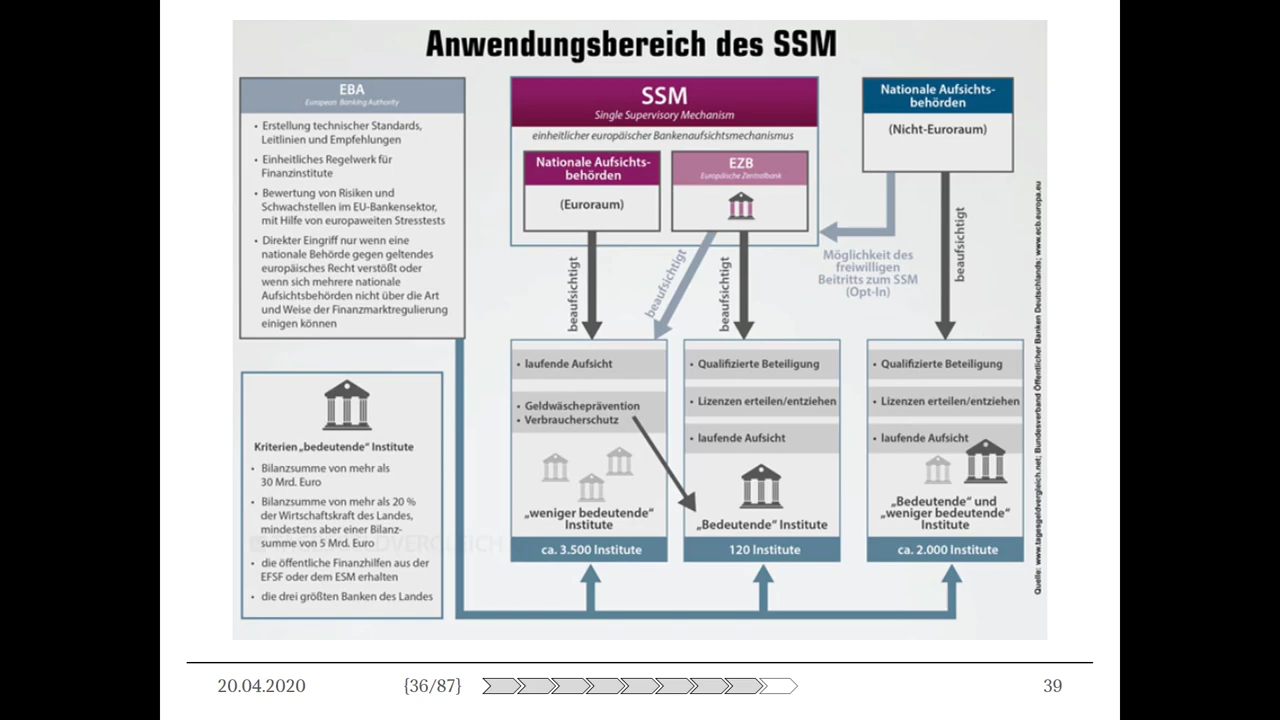 Anwendungsbereich des SSM
EBA
European Banking Authority
• Erstellung technischer Standards,
Leitlinien und Empfehlungen
• Einheitliches Regelwerk für
Finanzinstitute
• Bewertung von Risiken und
Schwachstellen im EU-Bankensektor,
mit Hilfe von europaweiten Stresstests
• Direkter Eingriff nur wenn eine
nationale Behörde gegen geltendes
europäisches Recht verstößt oder
wenn sich mehrere nationale
Aufsichtsbehörden nicht über die Art
und Weise der Finanzmarktregulierung
einigen können
Kriterien „bedeutende“ Institute
• Bilanzsumme von mehr als
30 Mrd. Euro
• Bilanzsumme von mehr als 20 %
der Wirtschaftskraft des Landes,
mindestens aber einer Bilanz-
summe von 5 Mrd. Euro
• die öffentliche Finanzhilfen aus der
EFSF oder dem ESM erhalten
• die drei größten Banken des Landes
SSM
Single Supervisory Mechanism
einheitlicher europäischer Bankenaufsichtsmechanismus
Nationale Aufsichts-
behörden
(Euroraum)
EZB
Europäische Zentralbank
Nationale Aufsichts-
behörden
(Nicht-Euroraum)
Möglichkeit des
freiwilligen
Beitritts zum SSM
(Opt-In)
beaufsichtigt
beaufsichtigt
beaufsichtigt
beaufsichtigt
• laufende Aufsicht
• Geldwäscheprävention
• Verbraucherschutz
„weniger bedeutende“
Institute
ca. 3.500 Institute
• Qualifizierte Beteiligung
• Lizenzen erteilen/entziehen
• laufende Aufsicht
„Bedeutende“ Institute
120 Institute
• Qualifizierte Beteiligung
• Lizenzen erteilen/entziehen
• laufende Aufsicht
„Bedeutende“ und
„weniger bedeutende“
Institute
ca. 2.000 Institute
Quelle: www.tagesgeldvergleich.net; Bundesverband Öffentlicher Banken Deutschlands; www.ecb.europa.eu
20.04.2020
{36/87}
39